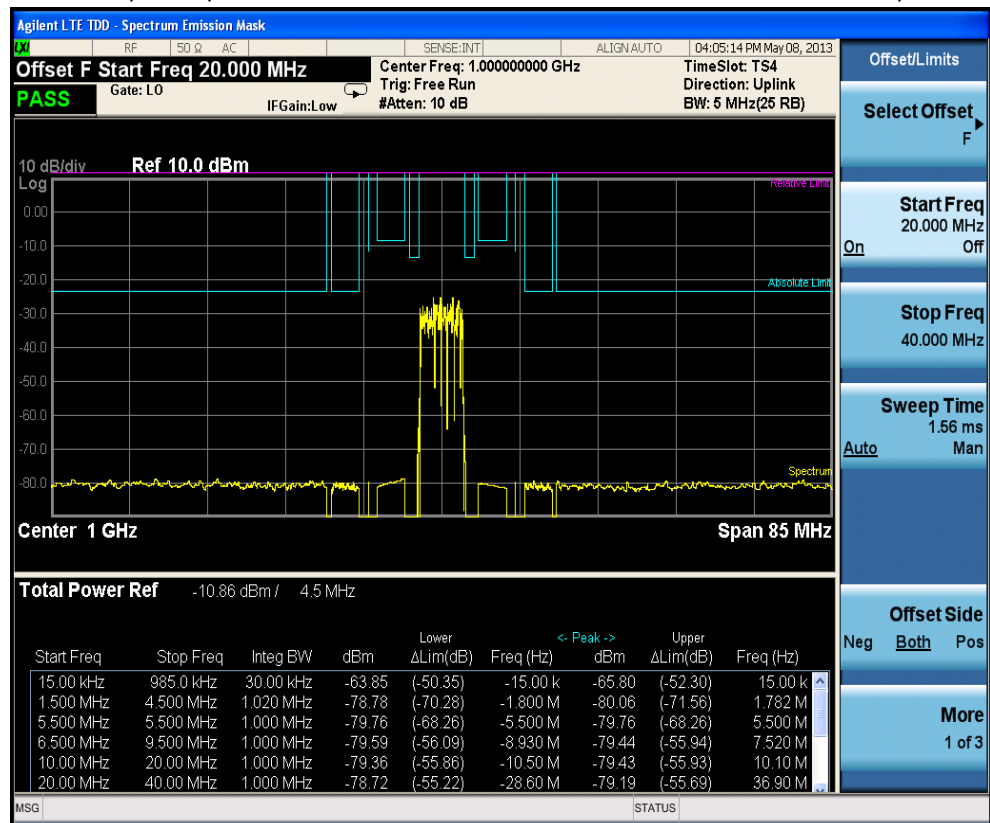 Agilent LTE TDD - Spectrum Emission Mask
LXI RF 50 Ω AC SENSE:INT ALIGN AUTO 04:05:14 PM May 08, 2013
Offset F Start Freq 20.000 MHz Center Freq: 1.000000000 GHz TimeSlot: TS4
Gate: LO Trig: Free Run Direction: Uplink
PASS IFGain:Low #Atten: 10 dB BW: 5 MHz(25 RB)
10 dB/div Ref 10.0 dBm
Log
Relative Limit
0.00
-10.0
-20.0
Absolute Limit
-30.0
-40.0
-50.0
-60.0
-70.0
Spectrum
-80.0
Center 1 GHz Span 85 MHz
Total Power Ref -10.86 dBm / 4.5 MHz
Lower <- Peak -> Upper
Start Freq Stop Freq Integ BW dBm ΔLim(dB) Freq (Hz) dBm ΔLim(dB) Freq (Hz)
15.00 kHz 985.0 kHz 30.00 kHz -63.85 (-50.35) -15.00 k -65.80 (-52.30) 15.00 k
1.500 MHz 4.500 MHz 1.020 MHz -78.78 (-70.28) -1.800 M -80.06 (-71.56) 1.782 M
5.500 MHz 5.500 MHz 1.000 MHz -79.76 (-68.26) -5.500 M -79.76 (-68.26) 5.500 M
6.500 MHz 9.500 MHz 1.000 MHz -79.59 (-56.09) -8.930 M -79.44 (-55.94) 7.520 M
10.00 MHz 20.00 MHz 1.000 MHz -79.36 (-55.86) -10.50 M -79.43 (-55.93) 10.10 M
20.00 MHz 40.00 MHz 1.000 MHz -78.72 (-55.22) -28.60 M -79.19 (-55.69) 36.90 M
MSG STATUS
Offset/Limits
Select Offset
F
Start Freq
20.000 MHz
On Off
Stop Freq
40.000 MHz
Sweep Time
1.56 ms
Auto Man
Offset Side
Neg Both Pos
More
1 of 3